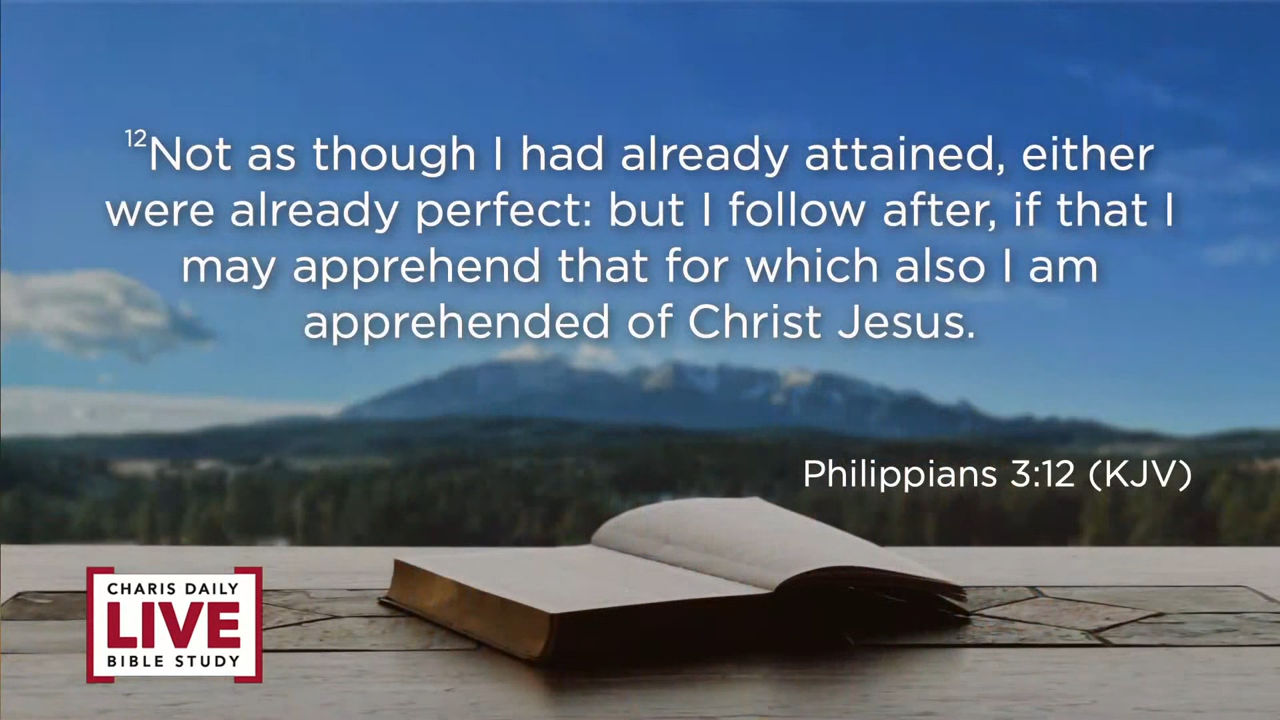 12Not as though I had already attained, either
were already perfect: but I follow after, if that I
may apprehend that for which also I am
apprehended of Christ Jesus.
Philippians 3:12 (KJV)
CHARIS DAILY
LIVE
BIBLE STUDY